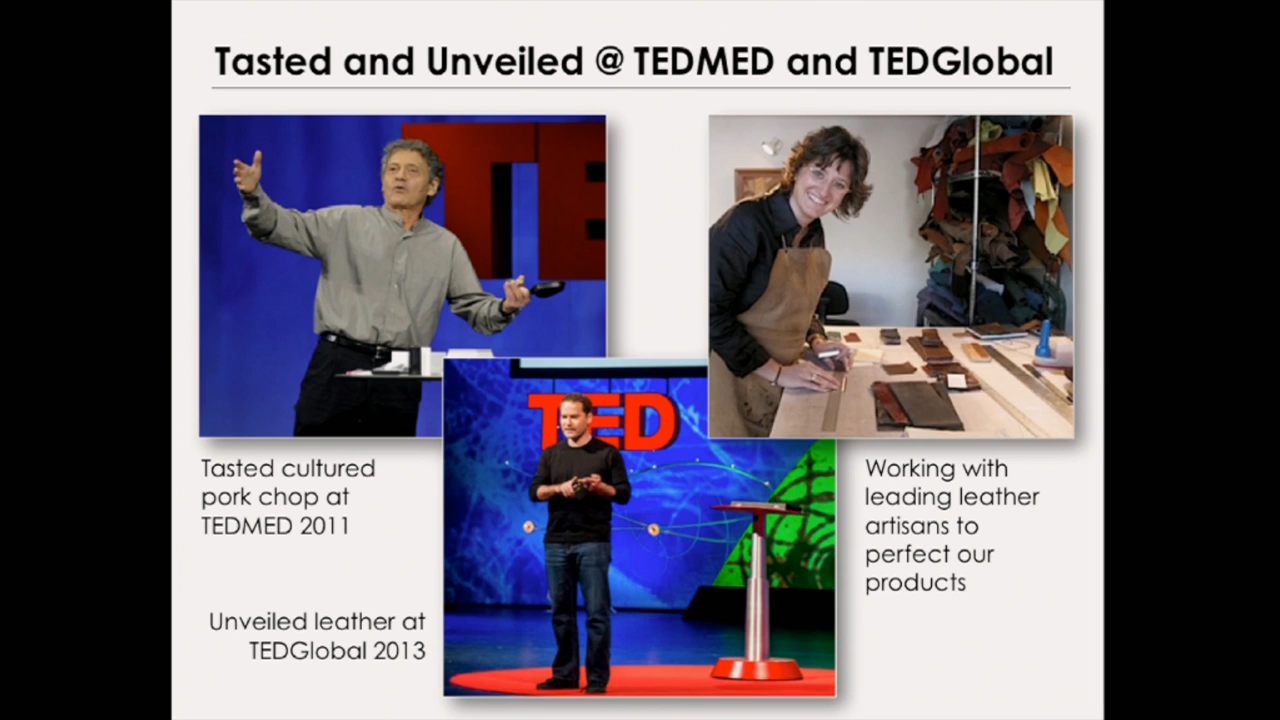 Tasted and Unveiled @ TEDMED and TEDGlobal
TE
TED
Tasted cultured
pork chop at
TEDMED 2011
Working with
leading leather
artisans to
perfect our
products
Unveiled leather at
TEDGlobal 2013